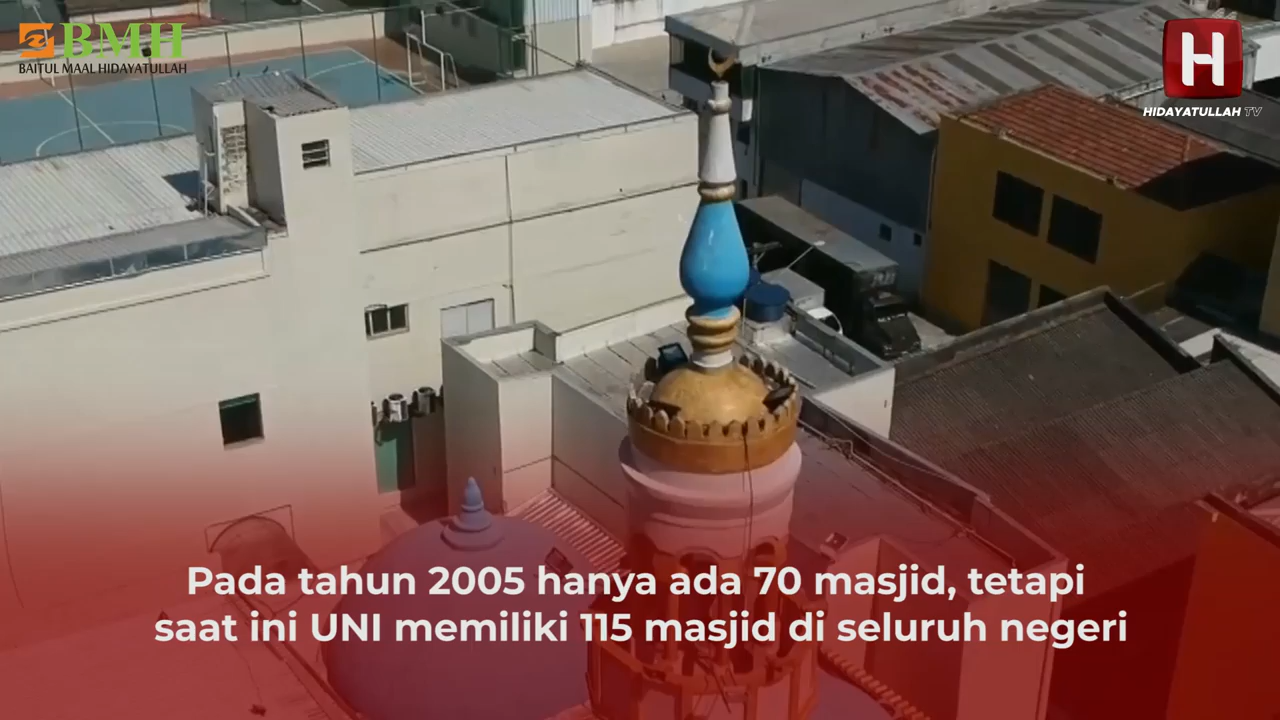 BMH
BAITUL MAAL HIDAYATULLAH
H
HIDAYATULLAH TV
Pada tahun 2005 hanya ada 70 masjid, tetapi
saat ini UNI memiliki 115 masjid di seluruh negeri